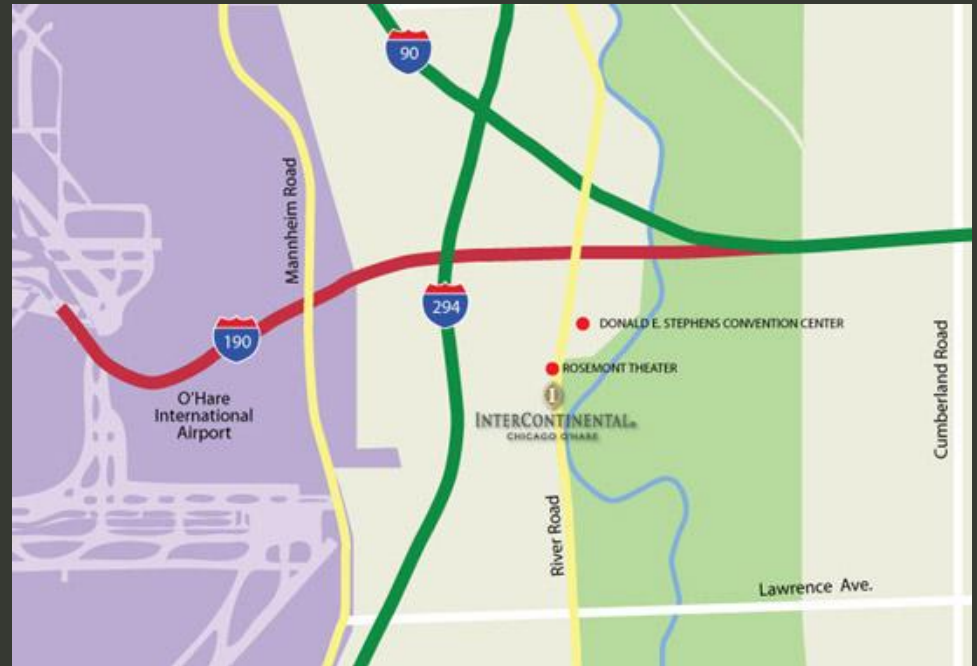 90
Mannheim Road
294
190
DONALD E. STEPHENS CONVENTION CENTER
ROSEMONT THEATER
O'Hare
International
Airport
I
INTERCONTINENTAL®
CHICAGO O'HARE
Cumberland Road
River Road
Lawrence Ave.